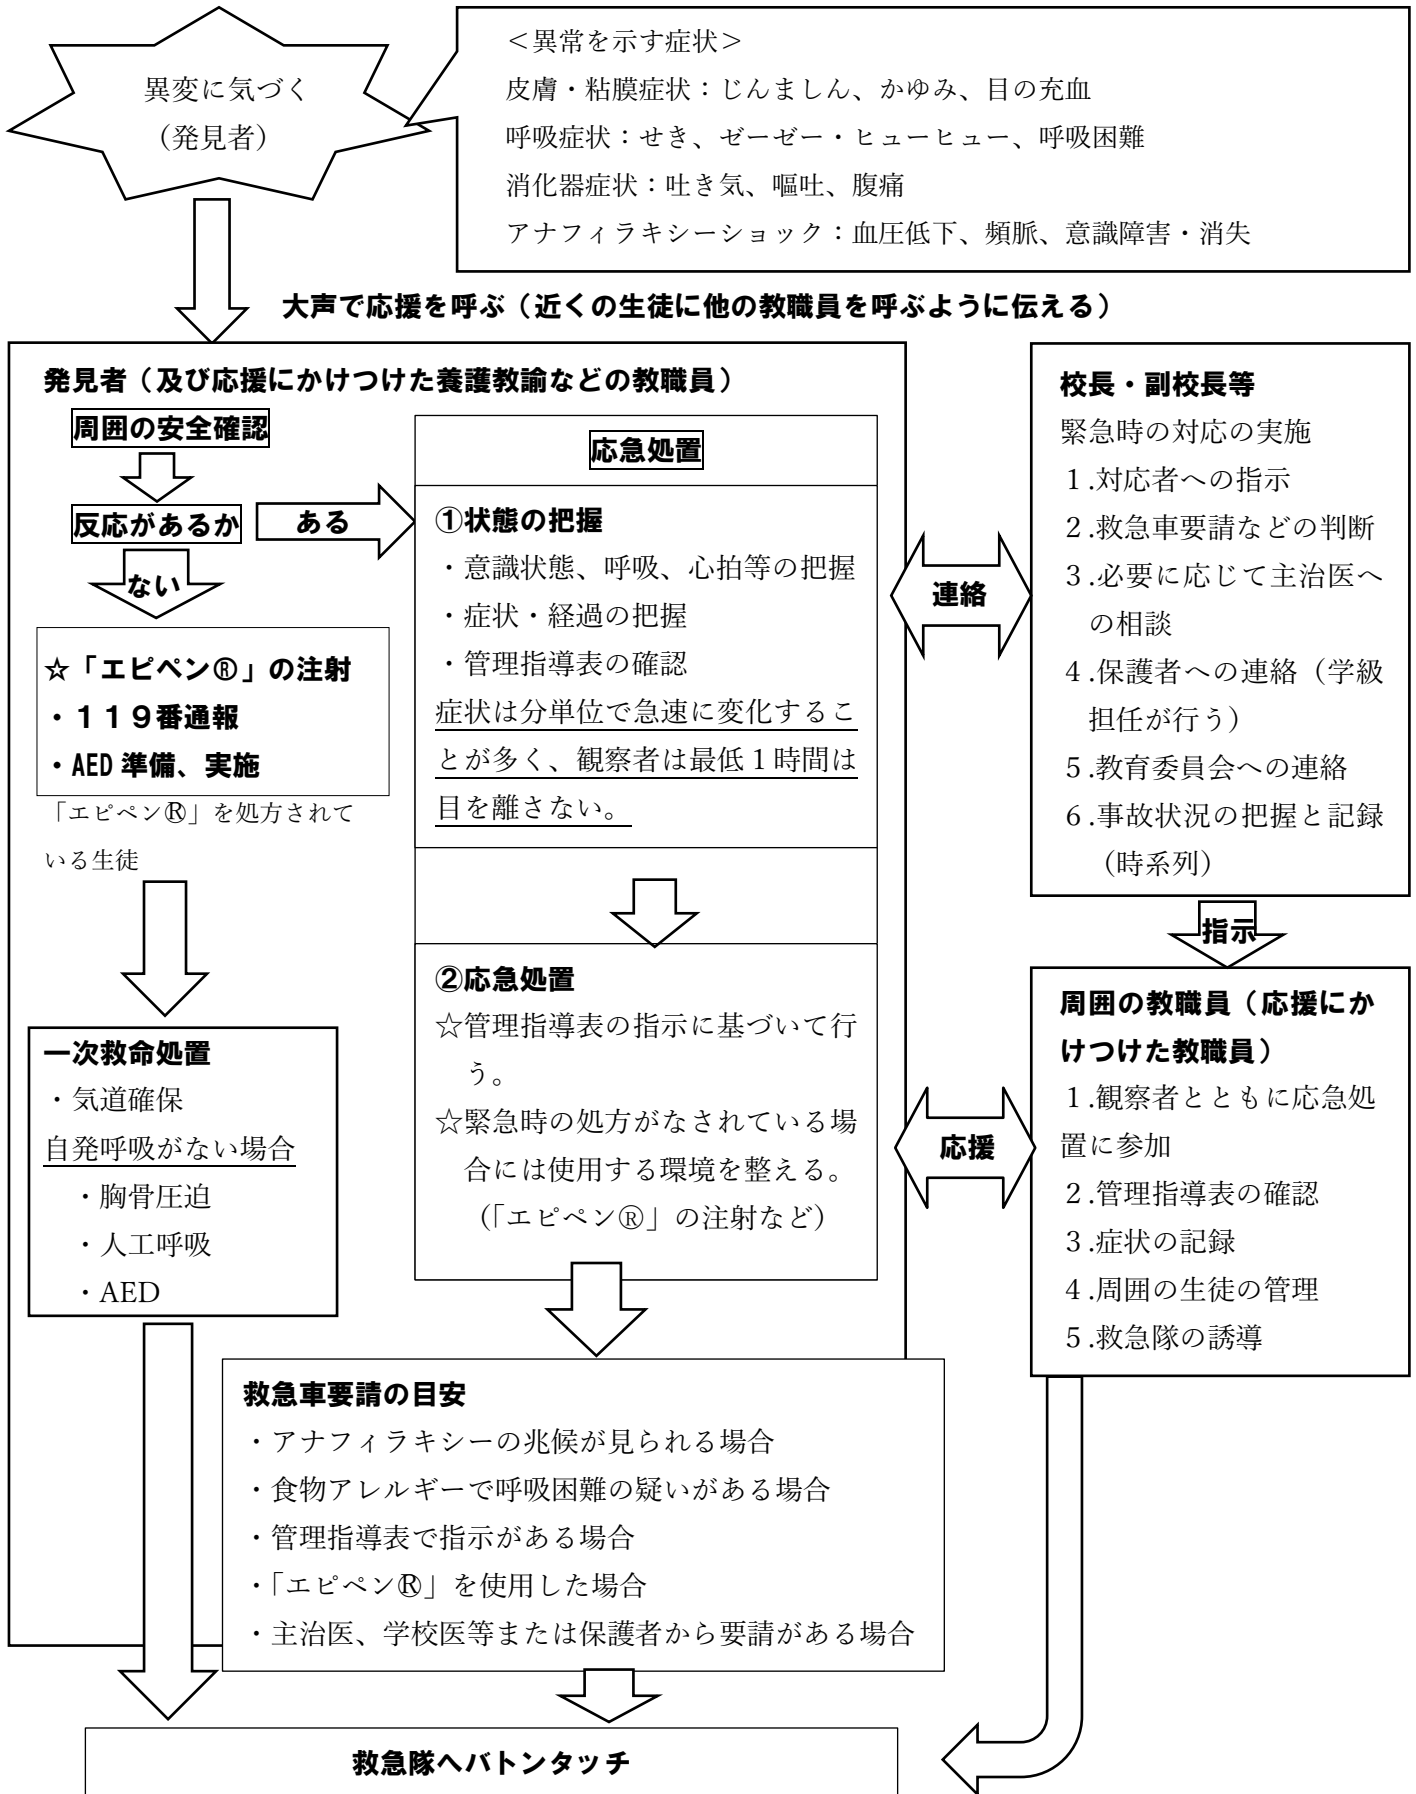 異変に気づく
（発見者）
＜異常を示す症状＞
皮膚・粘膜症状：じんましん、かゆみ、目の充血
呼吸症状：せき、ゼーゼー・ヒューヒュー、呼吸困難
消化器症状：吐き気、嘔吐、腹痛
アナフィラキシーショック：血圧低下、頻脈、意識障害・消失
大声で応援を呼ぶ（近くの生徒に他の教職員を呼ぶように伝える）
発見者（及び応援にかけつけた養護教諭などの教職員）
周囲の安全確認
反応があるか
ある
ない
☆「エピペン®」の注射
・１１９番通報
・AED 準備、実施
「エピペン®」を処方されて
いる生徒
一次救命処置
・気道確保
自発呼吸がない場合
・胸骨圧迫
・人工呼吸
・AED
応急処置
①状態の把握
・意識状態、呼吸、心拍等の把握
・症状・経過の把握
・管理指導表の確認
症状は分単位で急速に変化するこ
とが多く、観察者は最低１時間は
目を離さない。
②応急処置
☆管理指導表の指示に基づいて行
う。
☆緊急時の処方がなされている場
合には使用する環境を整える。
（「エピペン®」の注射など）
連絡
応援
校長・副校長等
緊急時の対応の実施
１.対応者への指示
２.救急車要請などの判断
３.必要に応じて主治医へ
の相談
４.保護者への連絡（学級
担任が行う）
５.教育委員会への連絡
６.事故状況の把握と記録
（時系列）
指示
周囲の教職員（応援にか
けつけた教職員）
１.観察者とともに応急処
置に参加
２.管理指導表の確認
３.症状の記録
４.周囲の生徒の管理
５.救急隊の誘導
救急車要請の目安
・アナフィラキシーの兆候が見られる場合
・食物アレルギーで呼吸困難の疑いがある場合
・管理指導表で指示がある場合
・「エピペン®」を使用した場合
・主治医、学校医等または保護者から要請がある場合
救急隊へバトンタッチ